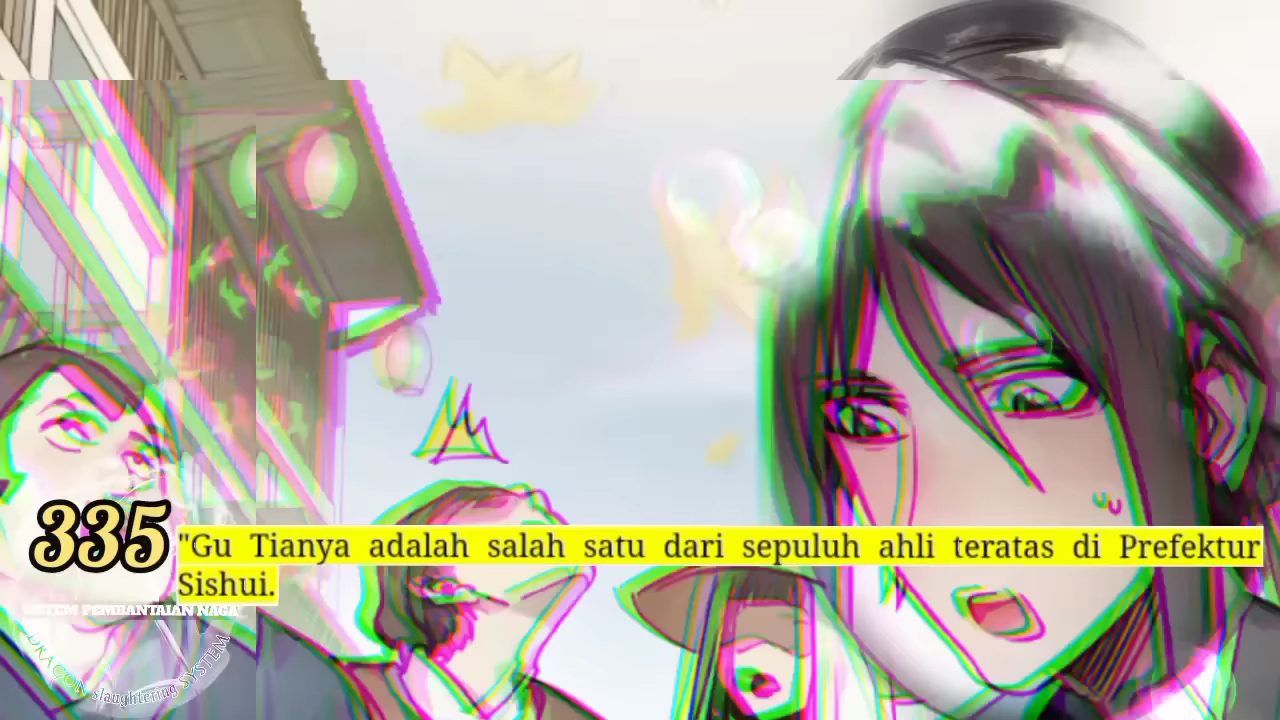 335
"Gu Tianya adalah salah satu dari sepuluh ahli teratas di Prefektur
Sishui.
SISTEM PEMBANTAIAN NAGA
DRAGON slaughtering SYSTEM